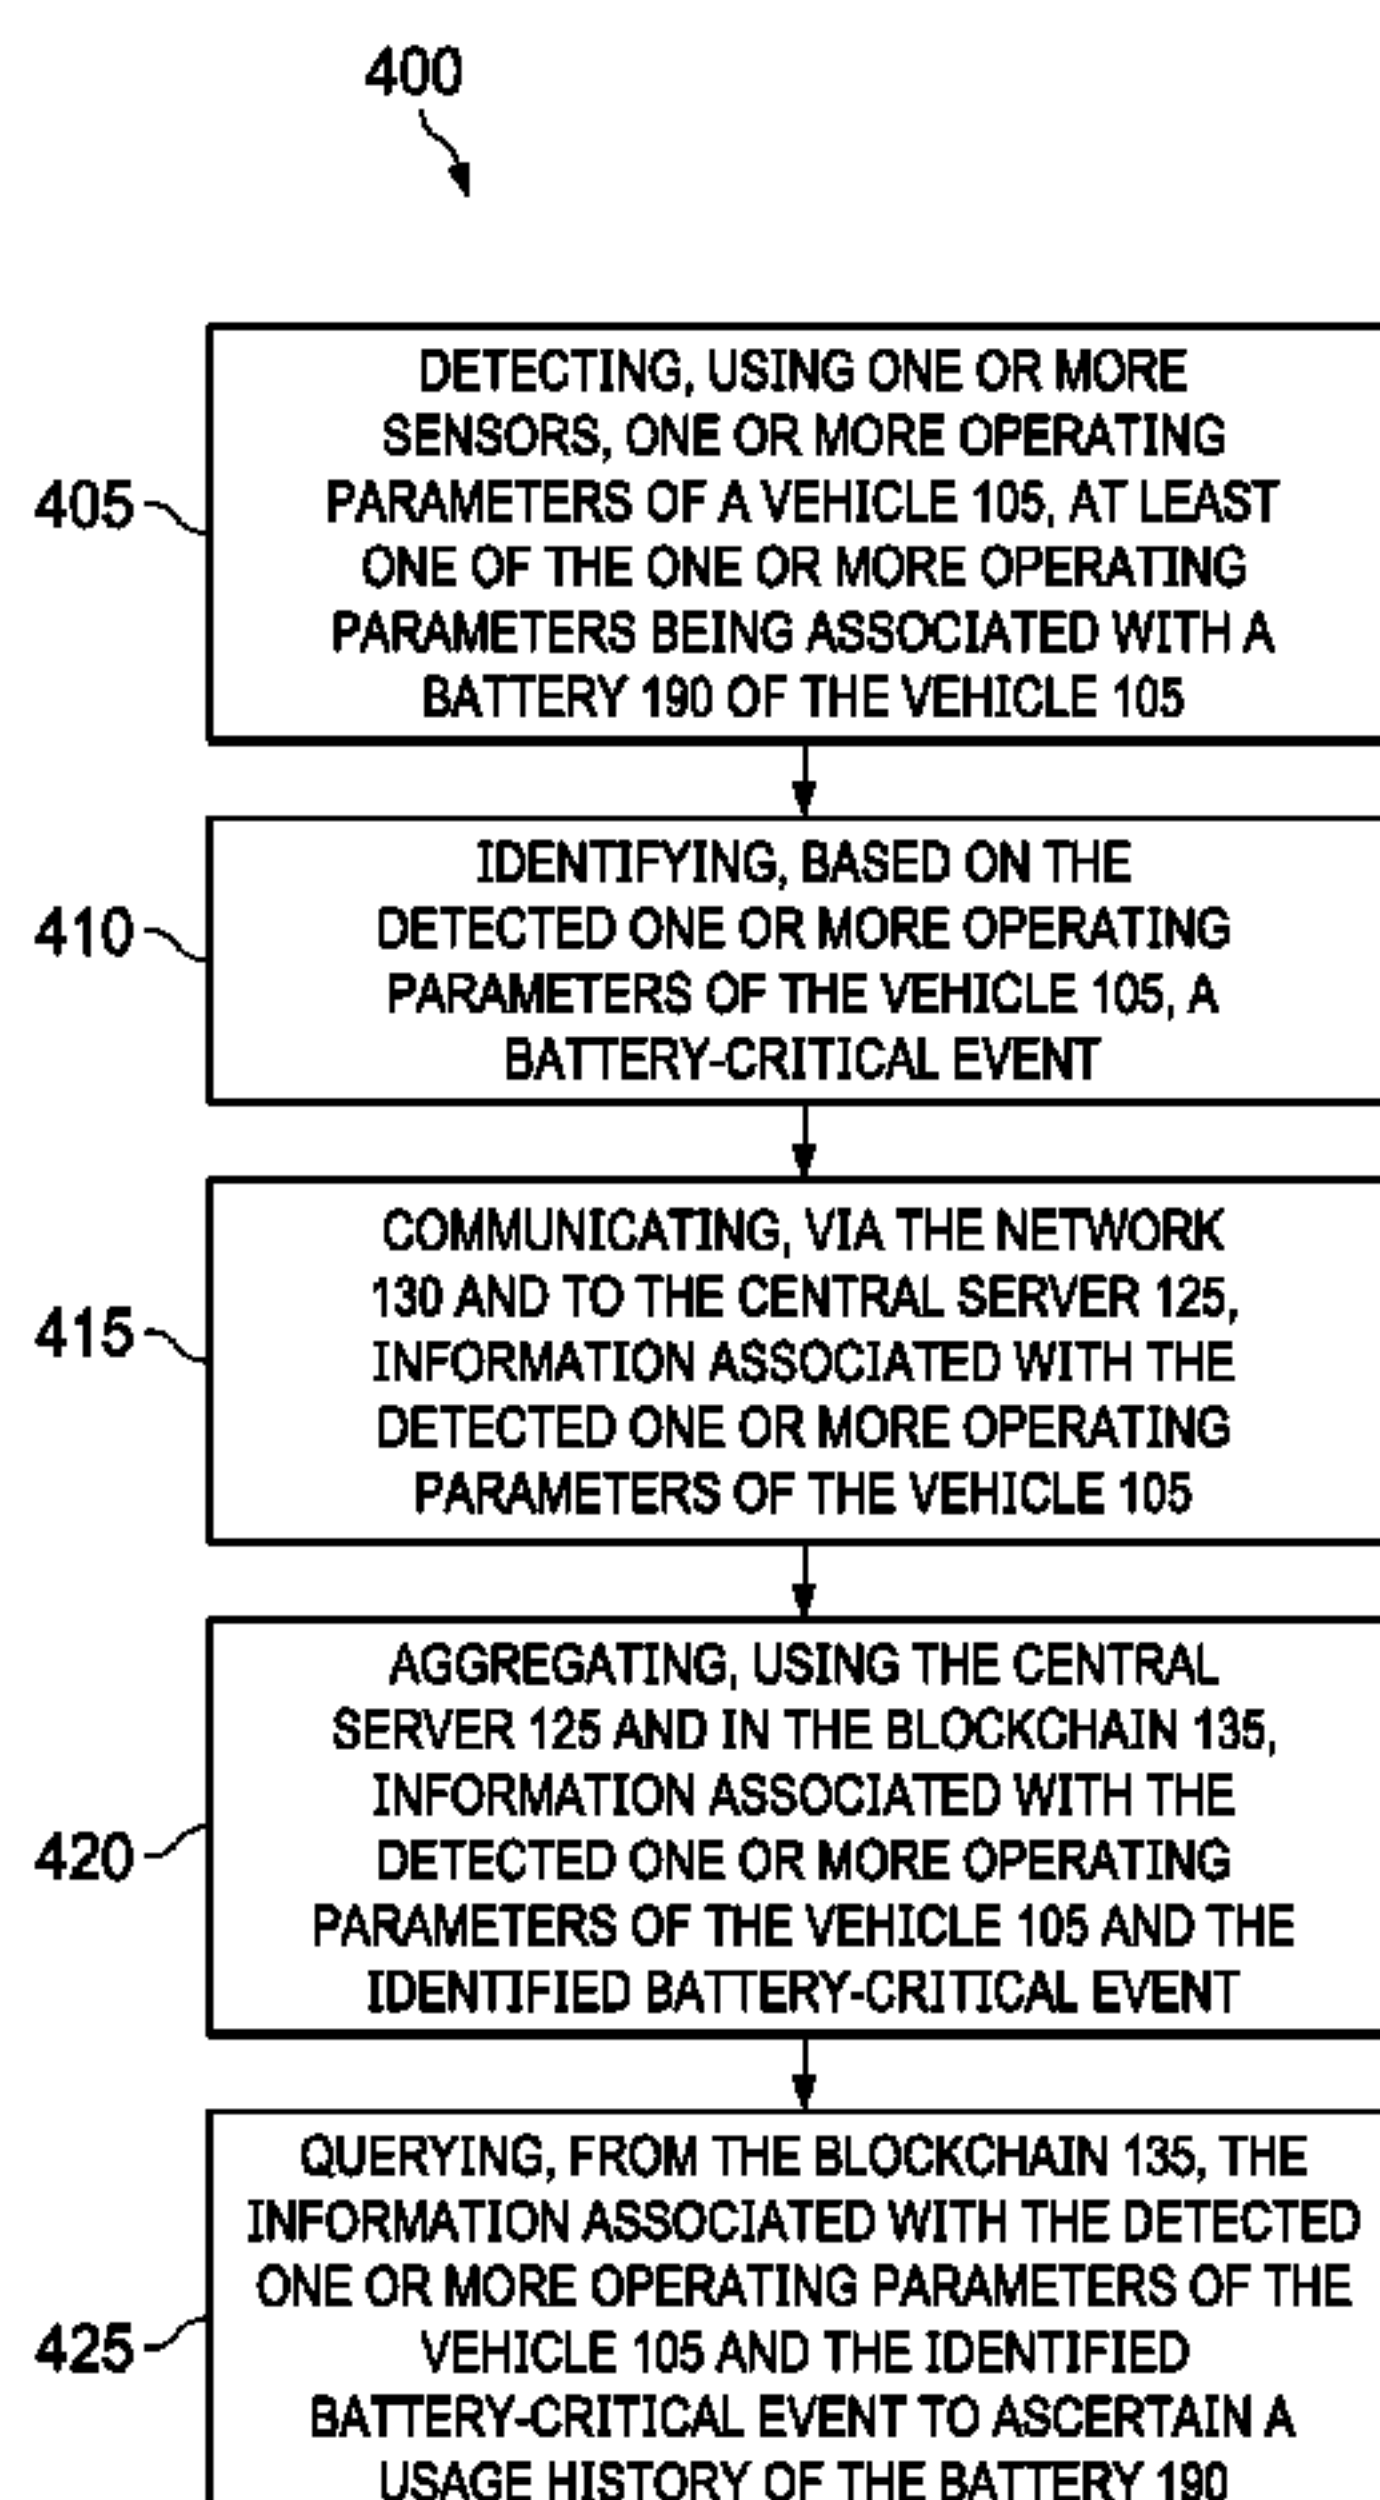 400
405
DETECTING, USING ONE OR MORE
SENSORS, ONE OR MORE OPERATING
PARAMETERS OF A VEHICLE 105, AT LEAST
ONE OF THE ONE OR MORE OPERATING
PARAMETERS BEING ASSOCIATED WITH A
BATTERY 190 OF THE VEHICLE 105
410
IDENTIFYING, BASED ON THE
DETECTED ONE OR MORE OPERATING
PARAMETERS OF THE VEHICLE 105, A
BATTERY-CRITICAL EVENT
415
COMMUNICATING, VIA THE NETWORK
130 AND TO THE CENTRAL SERVER 125,
INFORMATION ASSOCIATED WITH THE
DETECTED ONE OR MORE OPERATING
PARAMETERS OF THE VEHICLE 105
420
AGGREGATING, USING THE CENTRAL
SERVER 125 AND IN THE BLOCKCHAIN 135,
INFORMATION ASSOCIATED WITH THE
DETECTED ONE OR MORE OPERATING
PARAMETERS OF THE VEHICLE 105 AND THE
IDENTIFIED BATTERY-CRITICAL EVENT
425
QUERYING, FROM THE BLOCKCHAIN 135, THE
INFORMATION ASSOCIATED WITH THE DETECTED
ONE OR MORE OPERATING PARAMETERS OF THE
VEHICLE 105 AND THE IDENTIFIED
BATTERY-CRITICAL EVENT TO ASCERTAIN A
USAGE HISTORY OF THE BATTERY 190